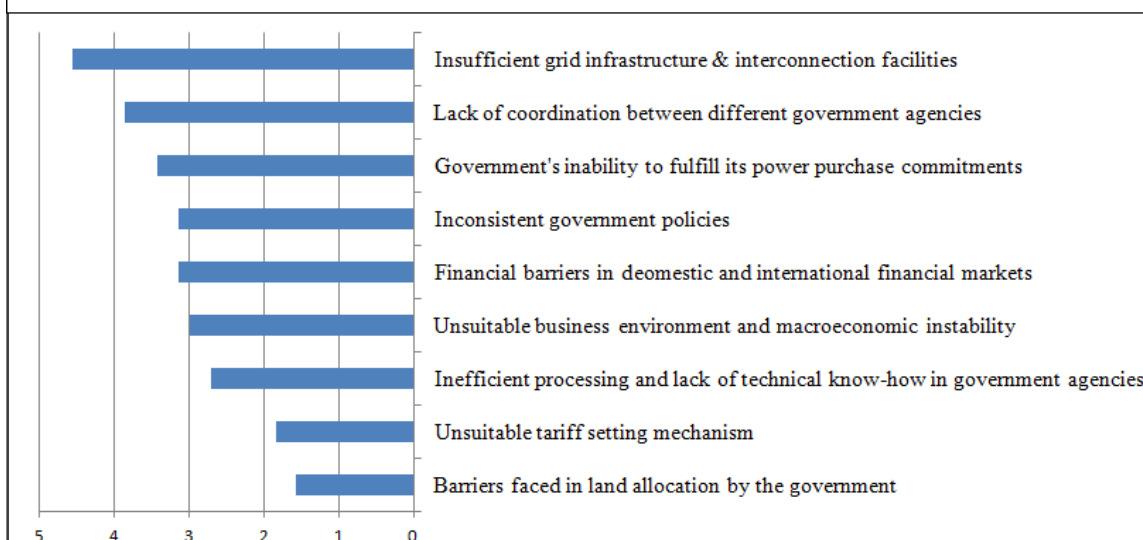 Insufficient grid infrastructure & interconnection facilities
Lack of coordination between different government agencies
Government's inability to fulfill its power purchase commitments
Inconsistent government policies
Financial barriers in deomestic and international financial markets
Unsuitable business environment and macroeconomic instability
Inefficient processing and lack of technical know-how in government agencies
Unsuitable tariff setting mechanism
Barriers faced in land allocation by the government
5 4 3 2 1 0